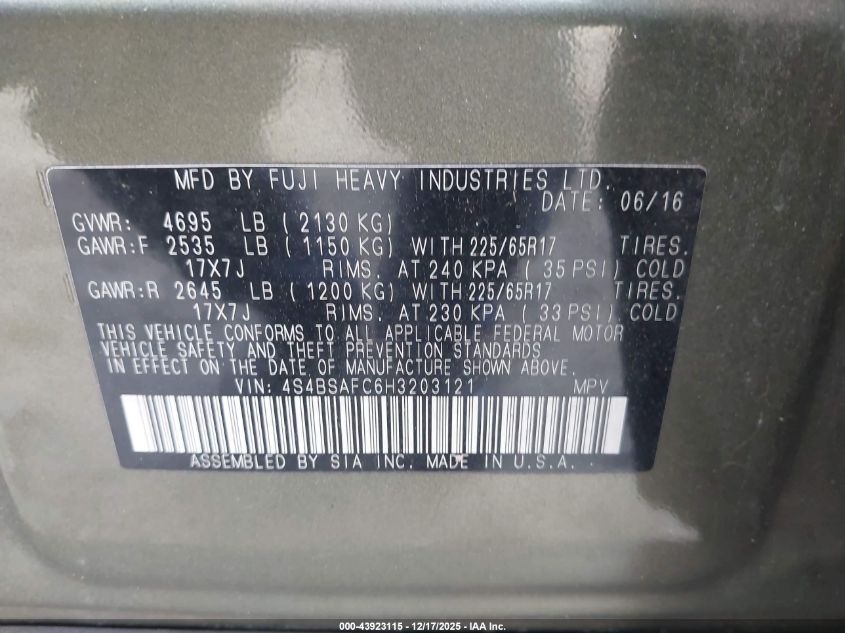 MFD BY FUJI HEAVY INDUSTRIES LTD.
DATE: 06/16
GVWR: 4695 LB ( 2130 KG)
GAWR:F 2535 LB ( 1150 KG) WITH 225/65R17 TIRES.
17X7J RIMS. AT 240 KPA ( 35 PSI) COLD
GAWR:R 2645 LB ( 1200 KG) WITH 225/65R17 TIRES.
17X7J RIMS. AT 230 KPA ( 33 PSI) COLD
THIS VEHICLE CONFORMS TO ALL APPLICABLE FEDERAL MOTOR
VEHICLE SAFETY AND THEFT PREVENTION STANDARDS
IN EFFECT ON THE DATE OF MANUFACTURE SHOWN ABOVE.
VIN: 4S4BSAFC6H3203121 MPV
ASSEMBLED BY SIA INC. MADE IN U.S.A.
000-43923115 - 12/17/2025 - IAA Inc.